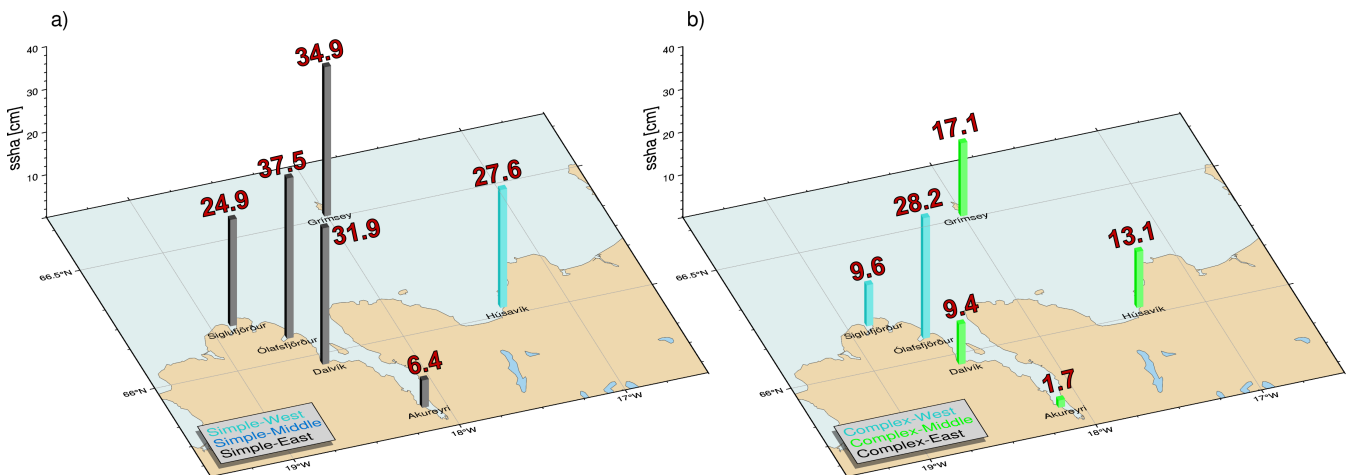 a)
40
30
20
10
ssha [cm]
34.9
37.5
24.9
31.9
27.6
6.4
Grímsey
Siglufjörður
Ólafsfjörður
Dalvík
Húsavík
Akureyri
66.5°N
66°N
19°W
18°W
17°W
Simple-West
Simple-Middle
Simple-East
b)
40
30
20
10
ssha [cm]
17.1
28.2
9.6
9.4
13.1
1.7
Grímsey
Siglufjörður
Ólafsfjörður
Dalvík
Húsavík
Akureyri
66.5°N
66°N
19°W
18°W
17°W
Complex-West
Complex-Middle
Complex-East